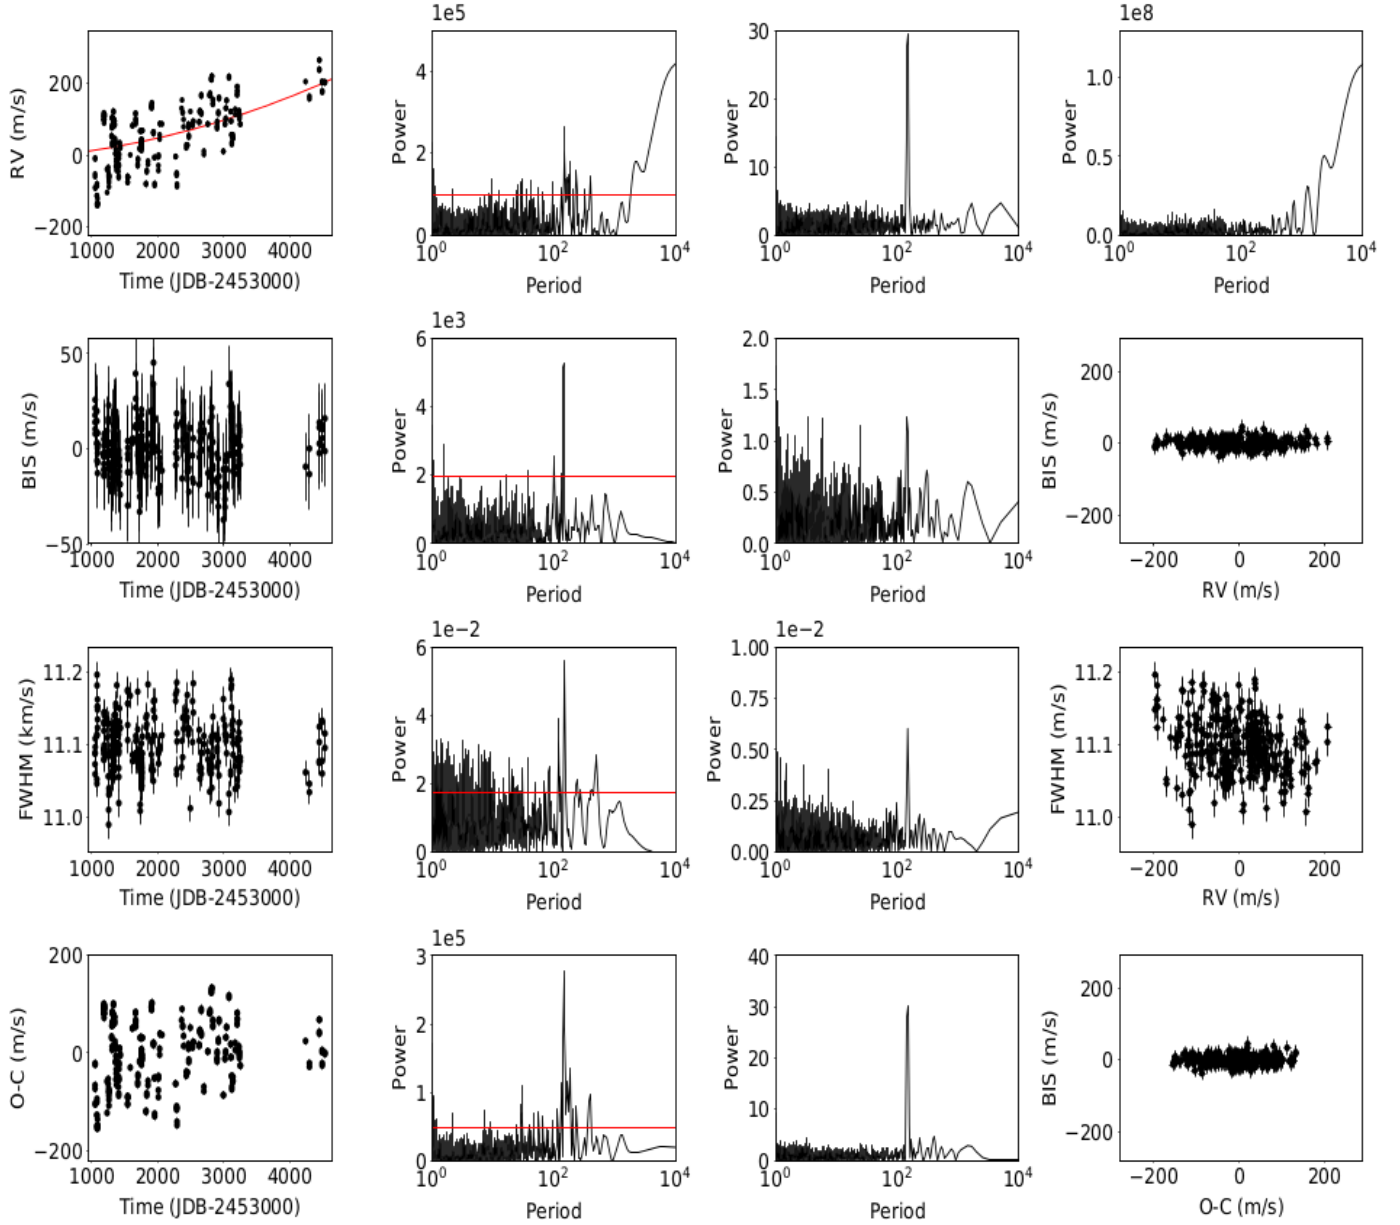 1e5
1e8
RV (m/s)
200
0
−200
1000 2000 3000 4000
Time (JDB-2453000)
Power
4
2
0
10^0 10^2 10^4
Period
Power
30
20
10
0
10^0 10^2 10^4
Period
Power
1.0
0.5
0.0
10^0 10^2 10^4
Period
1e3
BIS (m/s)
50
0
−50
1000 2000 3000 4000
Time (JDB-2453000)
Power
6
4
2
0
10^0 10^2 10^4
Period
Power
2.0
1.5
1.0
0.5
0.0
10^0 10^2 10^4
Period
BIS (m/s)
200
0
−200
−200 0 200
RV (m/s)
1e−2
1e−2
FWHM (km/s)
11.2
11.1
11.0
1000 2000 3000 4000
Time (JDB-2453000)
Power
6
4
2
0
10^0 10^2 10^4
Period
Power
1.00
0.75
0.50
0.25
0.00
10^0 10^2 10^4
Period
FWHM (m/s)
11.2
11.1
11.0
−200 0 200
RV (m/s)
1e5
O-C (m/s)
200
0
−200
1000 2000 3000 4000
Time (JDB-2453000)
Power
3
2
1
0
10^0 10^2 10^4
Period
Power
40
30
20
10
0
10^0 10^2 10^4
Period
BIS (m/s)
200
0
−200
−200 0 200
O-C (m/s)